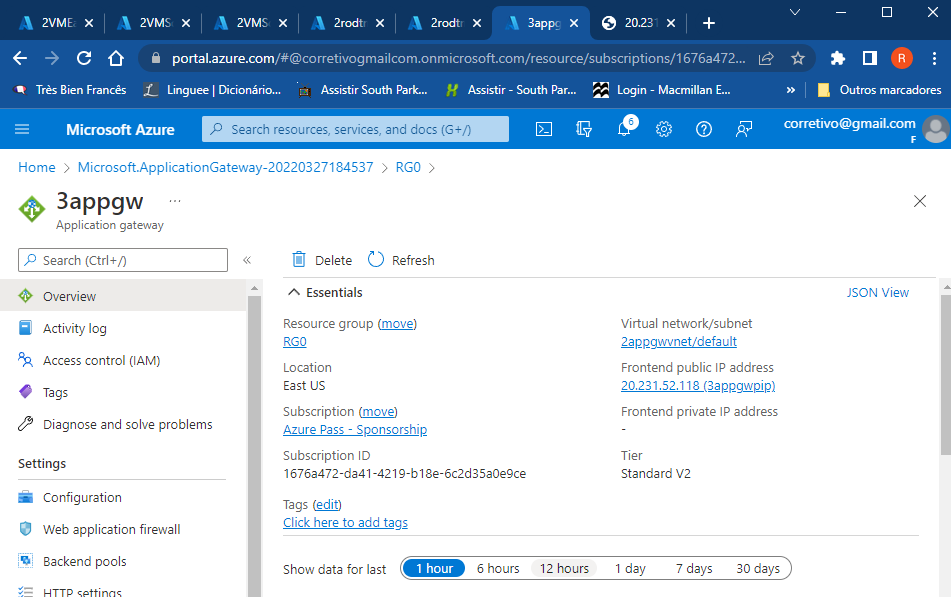 2VMEa
2VMSc
2VMSc
2rodtr
2rodtr
3appg
20.231
portal.azure.com/#@corretivogmailcom.onmicrosoft.com/resource/subscriptions/1676a472...
R
Très Bien Francês
Linguee | Dicionário...
Assistir South Park...
Assistir - South Par...
Login - Macmillan E...
»
Outros marcadores
Microsoft Azure
Search resources, services, and docs (G+/)
6
corretivo@gmail.com
F
Home > Microsoft.ApplicationGateway-20220327184537 > RG0 >
3appgw ...
Application gateway
Search (Ctrl+/)
«
Delete
Refresh
Overview
Activity log
Access control (IAM)
Tags
Diagnose and solve problems
Settings
Configuration
Web application firewall
Backend pools
HTTP settings
Essentials
JSON View
Resource group (move)
RG0
Location
East US
Subscription (move)
Azure Pass - Sponsorship
Subscription ID
1676a472-da41-4219-b18e-6c2d35a0e9ce
Tags (edit)
Click here to add tags
Virtual network/subnet
2appgwvnet/default
Frontend public IP address
20.231.52.118 (3appgwpip)
Frontend private IP address
-
Tier
Standard V2
Show data for last
1 hour
6 hours
12 hours
1 day
7 days
30 days